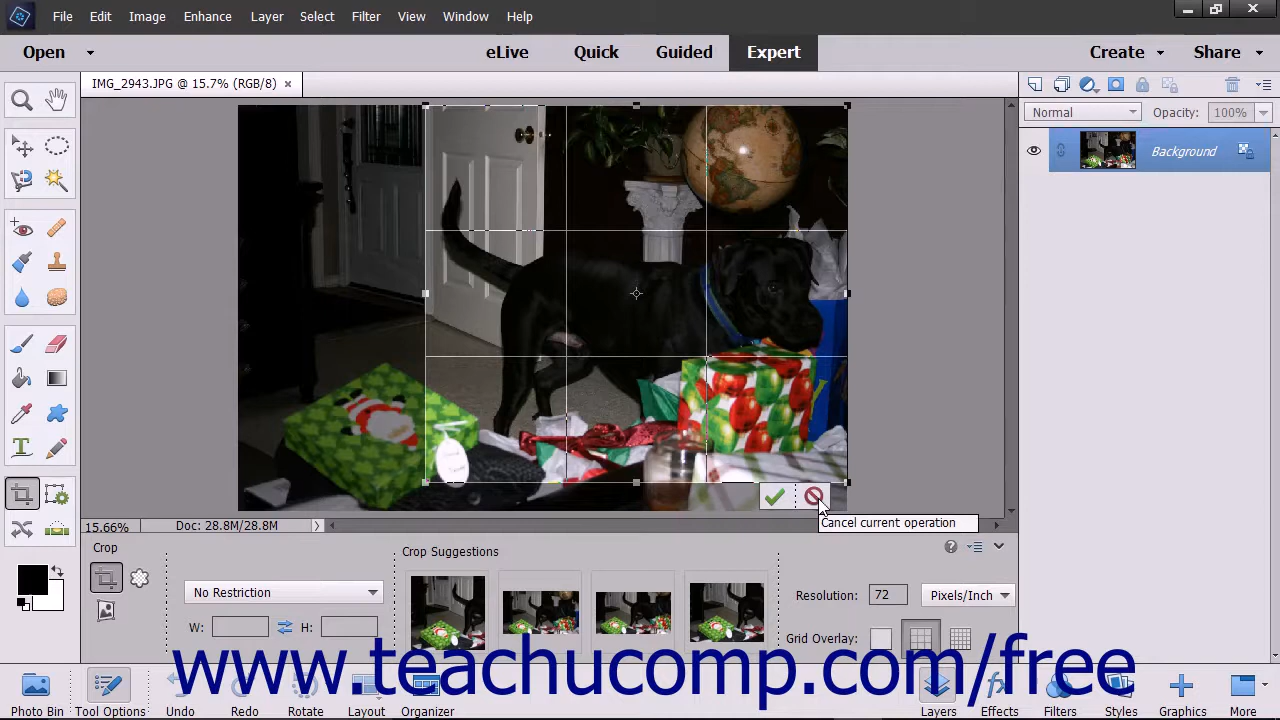 File Edit Image Enhance Layer Select Filter View Window Help
Open eLive Quick Guided Expert Create Share
IMG_2943.JPG @ 15.7% (RGB/8) ×
Normal Opacity: 100%
Background
Cancel current operation
15.66% Doc: 28.8M/28.8M
Crop Crop Suggestions
No Restriction Resolution: 72 Pixels/Inch
W: H: Grid Overlay:
www.teachucomp.com/free
Photo Bin Tool Options Undo Redo Rotate Layout Organizer Layers Effects Filters Styles Graphics More